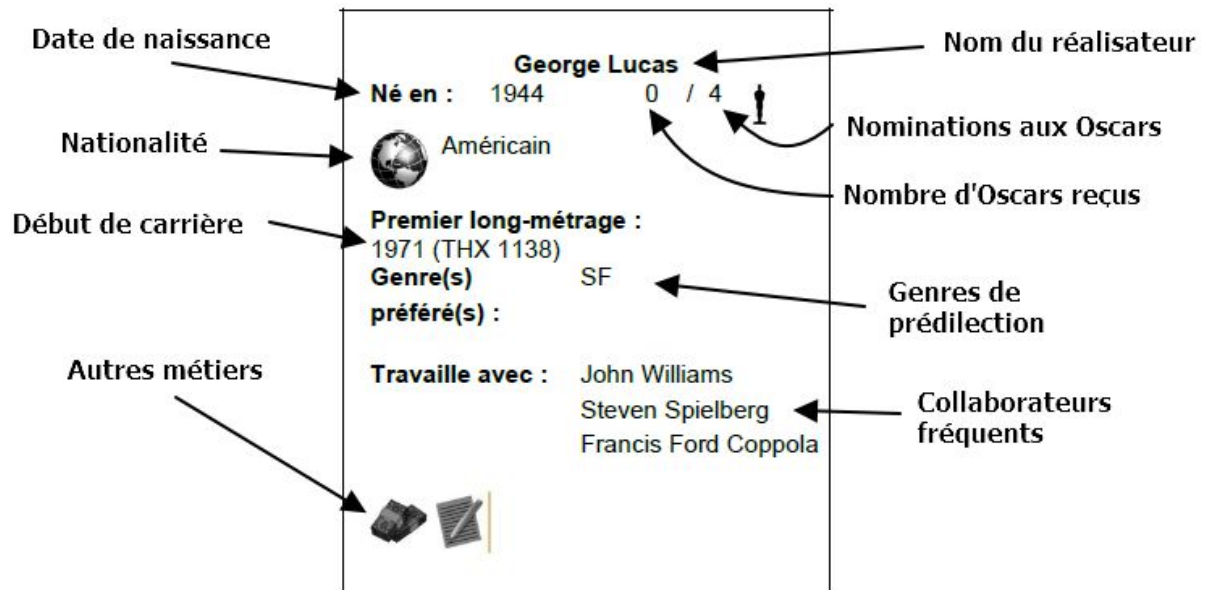 Date de naissance
Nom du réalisateur
George Lucas
Né en : 1944 0 / 4
Nominations aux Oscars
Nationalité
Américain
Nombre d'Oscars reçus
Début de carrière
Premier long-métrage :
1971 (THX 1138)
Genre(s) SF
préféré(s) :
Genres de
prédilection
Autres métiers
Travaille avec : John Williams
Steven Spielberg
Francis Ford Coppola
Collaborateurs
fréquents